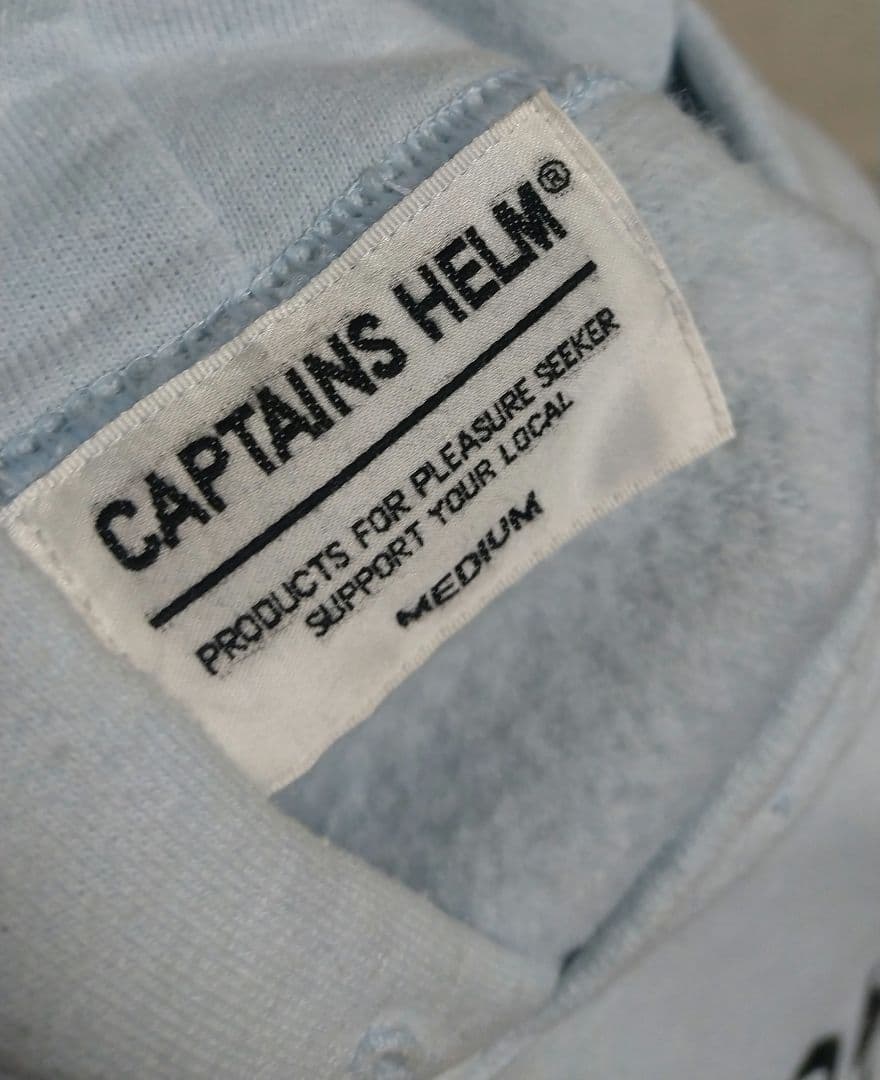 CAPTAINS HELM®
PRODUCTS FOR PLEASURE SEEKER
SUPPORT YOUR LOCAL
MEDIUM